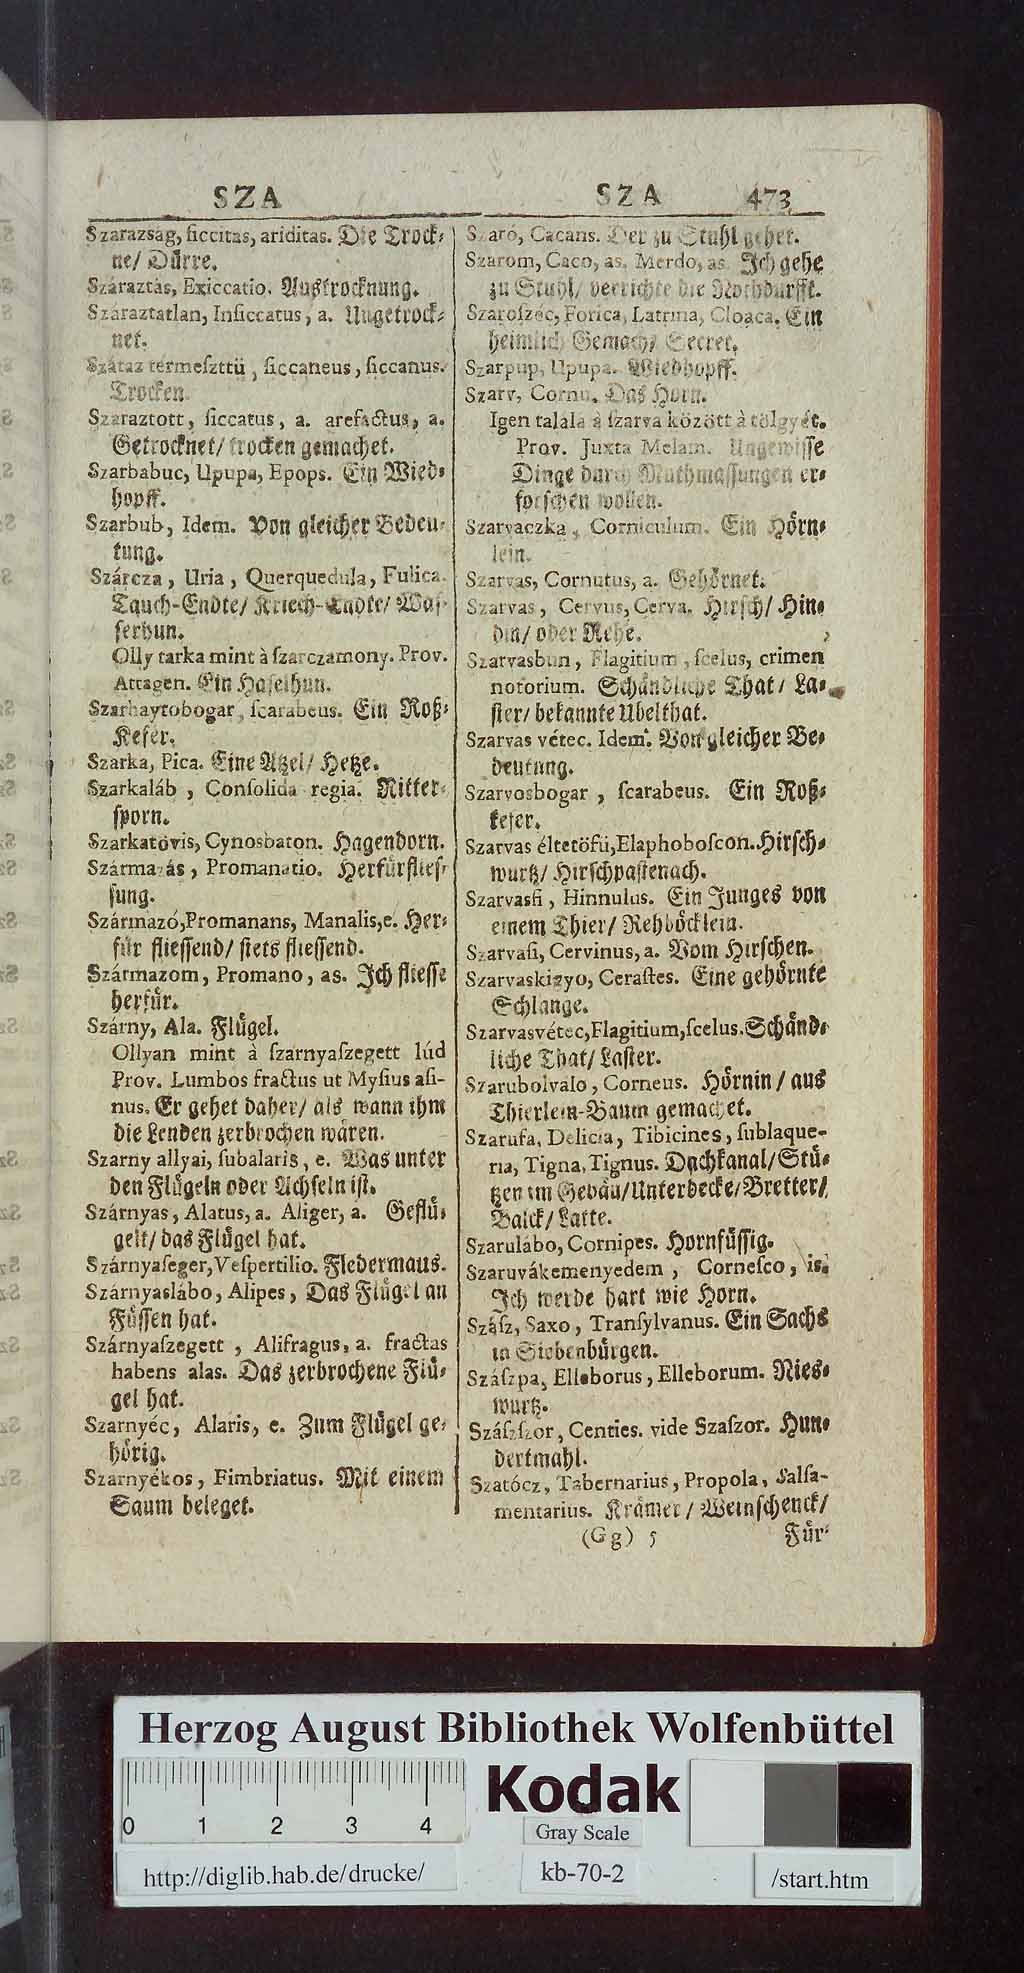 SZA
Szarazság, ſiccitas, ariditas. Die Trock⸗
ne/ Dürre.
Száraztás, Exiccatio. Austrocknung.
Száraztatlan, Inſiccatus, a. Ungetrock⸗
net.
Száraz termeſzttü, ſiccaneus, ſiccanus.
Trocken.
Szaraztott, ſiccatus, a. arefactus, a.
Getrocknet/ trocken gemachet.
Szarbabuc, Upupa, Epops. Ein Wied⸗
hopff.
Szarbub, Idem. Von gleicher Bedeu⸗
tung.
Szárcza, Uria, Querquedula, Fulica.
Tauch-Endte/ Kriech-Endte/ Waſ⸗
ſerhun.
Olly tarka mint à ſzarczamony. Prov.
Attagen. Ein Haſelhun.
Szarhaytobogar, ſcarabeus. Ein Roß⸗
Kefer.
Szarka, Pica. Eine Atzel/ Hetze.
Szarkaláb, Conſolida regia. Ritter⸗
ſporn.
Szarkatövis, Cynosbaton. Hagendorn.
Származás, Promanatio. Herfürflieſ⸗
ſung.
Származó, Promanans, Manalis, e. Her⸗
für flieſſend/ ſtets flieſſend.
Származom, Promano, as. Ich flieſſe
herfür.
Szárny, Ala. Flügel.
Ollyan mint à ſzarnyaſzegett lúd
Prov. Lumbos fractus ut Myſius aſi-
nus. Er gehet daher/ als wann ihm
die Lenden zerbrochen wären.
Szarny allyai, ſubalaris, e. Was unter
den Flügeln oder Achſeln iſt.
Szárnyas, Alatus, a. Aliger, a. Geflü⸗
gelt/ das Flügel hat.
Szárnyaſeger, Veſpertilio. Fledermaus.
Szárnyaslábo, Alipes, Das Flügel an
Füſſen hat.
Szárnyaſzegett, Alifragus, a. fractas
habens alas. Das zerbrochene Flü⸗
gel hat.
Szarnyéc, Alaris, e. Zum Flügel ge⸗
hörig.
Szarnyékos, Fimbriatus. Mit einem
Saum beleget.
SZA 473
Szaró, Cacans. Der zu Stuhl gehet.
Szarom, Caco, as. Merdo, as. Ich gehe
zu Stuhl/ verrichte die Nothdurfft.
Szaroſzéc, Forica, Latrina, Cloaca. Ein
heimlich Gemach/ Secret.
Szarpup, Upupa. Wiedhopff.
Szarv, Cornu. Das Horn.
Igen talala à ſzarva között à tölgyét.
Prov. Juxta Melam. Ungewiſſe
Dinge durch Muthmaſſungen er⸗
forſchen wollen.
Szarvaczka, Corniculum. Ein Hörn⸗
lein.
Szarvas, Cornutus, a. Gehörnet.
Szarvas, Cervus, Cerva. Hirſch/ Hin⸗
din/ oder Rehe.
Szarvasbün, Flagitium, ſcelus, crimen
notorium. Schändliche That/ La⸗
ſter/ bekannte Ubelthat.
Szarvas vétec. Idem. Von gleicher Be⸗
deutung.
Szarvosbogar, ſcarabeus. Ein Roß⸗
kefer.
Szarvas éltetöfü, Elaphoboſcon. Hirſch⸗
wurtz/ Hirſchpaſtenach.
Szarvasfi, Hinnulus. Ein Junges von
einem Thier/ Rehböcklein.
Szarvaſi, Cervinus, a. Vom Hirſchen.
Szarvaskigyo, Ceraſtes. Eine gehörnte
Schlange.
Szarvasvétec, Flagitium, ſcelus. Schänd⸗
liche That/ Laſter.
Szarubolvalo, Corneus. Hörnin/ aus
Thierlein-Baum gemachet.
Szarufa, Delicia, Tibicines, ſublaque-
ria, Tigna, Tignus. Dachkanal/ Stü⸗
tzen im Gebäu/ Unterdecke/ Bretter/
Balck/ Latte.
Szarulábo, Cornipes. Hornfüſſig.
Szaruvákemenyedem, Corneſco, is.
Ich werde hart wie Horn.
Száſz, Saxo, Tranſylvanus. Ein Sachs
in Siebenbürgen.
Száſzpa, Elleborus, Elleborum. Nies⸗
wurtz.
Száſzſzor, Centies. vide Szaſzor. Hun⸗
dertmahl.
Szatócz, Tabernarius, Propola, Salſa-
mentarius. Krämer/ Weinſchenck/
(Gg) 5 Für⸗
Herzog August Bibliothek Wolfenbüttel
0 1 2 3 4
Kodak
Gray Scale
http://diglib.hab.de/drucke/
kb-70-2
/start.htm